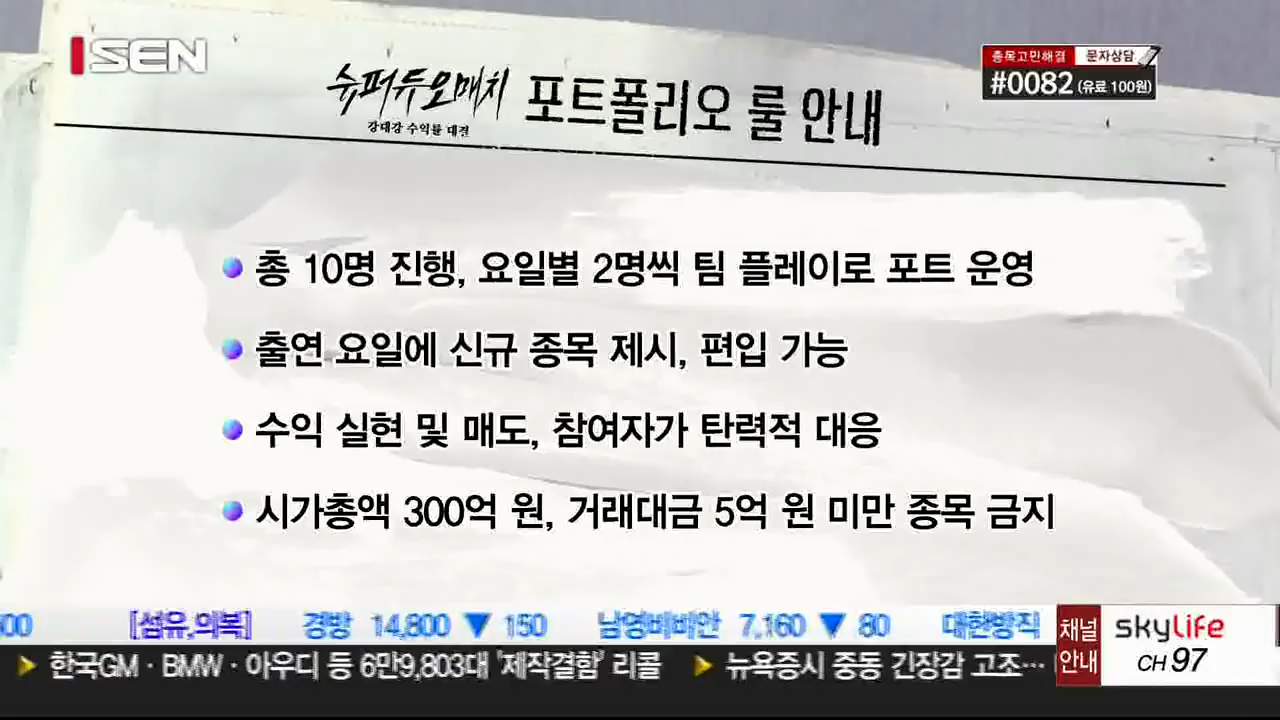 SEN
종목고민해결 문자상담
#0082 (유료 100원)
슈퍼듀오매치 포트폴리오 룰 안내
강대강 수익률 대결
총 10명 진행, 요일별 2명씩 팀 플레이로 포트 운영
출연 요일에 신규 종목 제시, 편입 가능
수익 실현 및 매도, 참여자가 탄력적 대응
시가총액 300억 원, 거래대금 5억 원 미만 종목 금지
[섬유,의복] 경방 14,800 ▼ 150 남영비비안 7,160 ▼ 80 대한방직
채널 안내
skylife
CH 97
한국GM·BMW·아우디 등 6만9,803대 '제작결함' 리콜 뉴욕증시 중동 긴장감 고조…